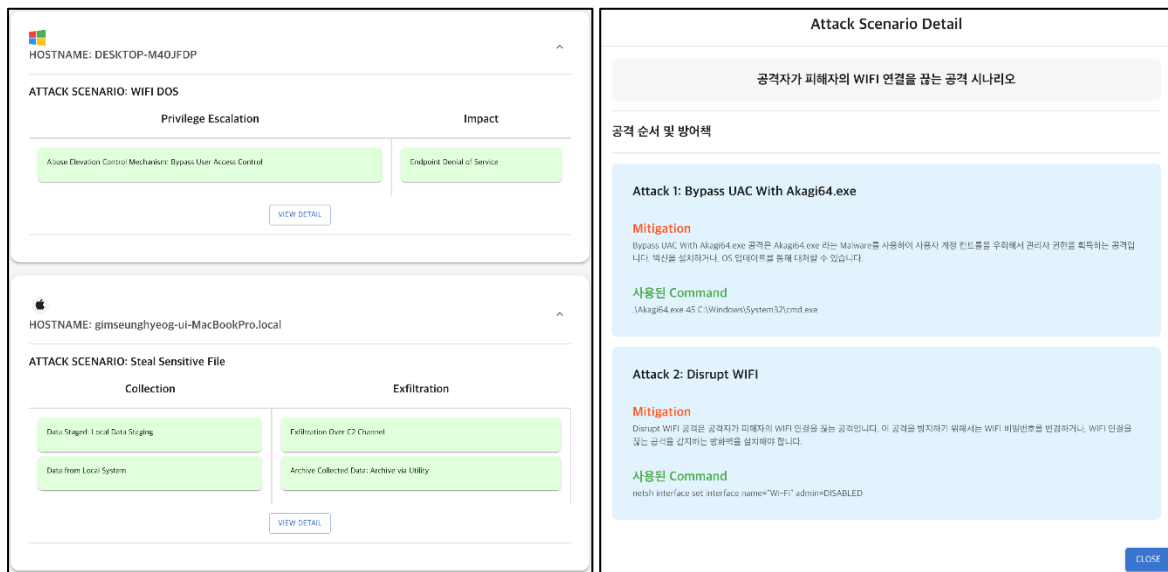 HOSTNAME: DESKTOP-M40JFDP
ATTACK SCENARIO: WIFI DOS
Privilege Escalation
Impact
Abuse Elevation Control Mechanism: Bypass User Access Control
Endpoint Denial of Service
VIEW DETAIL
HOSTNAME: gimseunghyeog-ui-MacBookPro.local
ATTACK SCENARIO: Steal Sensitive File
Collection
Exfiltration
Data Staged: Local Data Staging
Exfiltration Over C2 Channel
Data from Local System
Archive Collected Data: Archive via Utility
VIEW DETAIL
Attack Scenario Detail
공격자가 피해자의 WIFI 연결을 끊는 공격 시나리오
공격 순서 및 방어책
Attack 1: Bypass UAC With Akagi64.exe
Mitigation
Bypass UAC With Akagi64.exe 공격은 Akagi64.exe 라는 Malware를 사용하여 사용자 계정 컨트롤을 우회해서 관리자 권한을 획득하는 공격입
니다. 백신을 설치하거나, OS 업데이트를 통해 대처할 수 있습니다.
사용된 Command
.\Akagi64.exe 45 C:\Windows\System32\cmd.exe
Attack 2: Disrupt WIFI
Mitigation
Disrupt WIFI 공격은 공격자가 피해자의 WIFI 연결을 끊는 공격입니다. 이 공격을 방지하기 위해서는 WIFI 비밀번호를 변경하거나, WIFI 연결을
끊는 공격을 감지하는 방화벽을 설치해야 합니다.
사용된 Command
netsh interface set interface name="Wi-Fi" admin=DISABLED
CLOSE